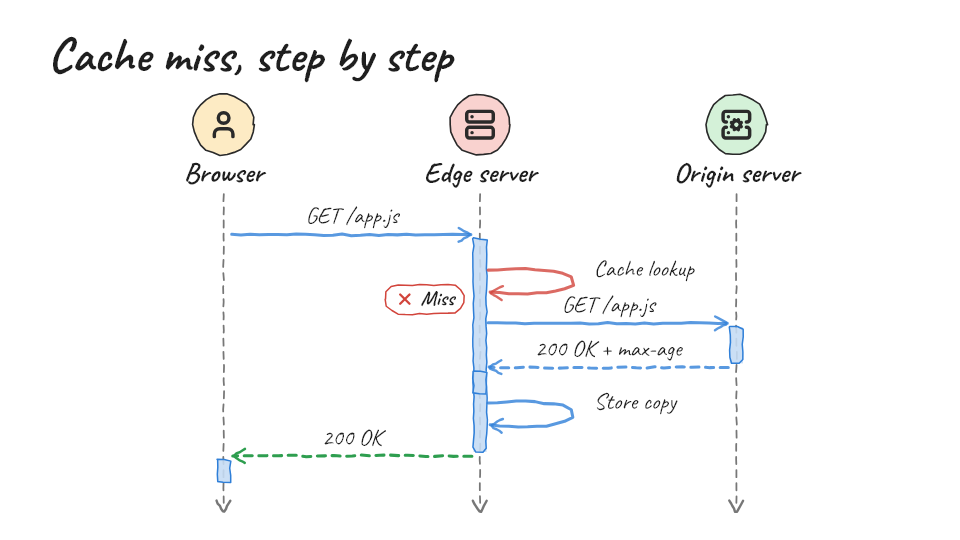 Cache miss, step by step
Browser
Edge server
Origin server
GET /app.js
Cache lookup
Miss
GET /app.js
200 OK + max-age
Store copy
200 OK